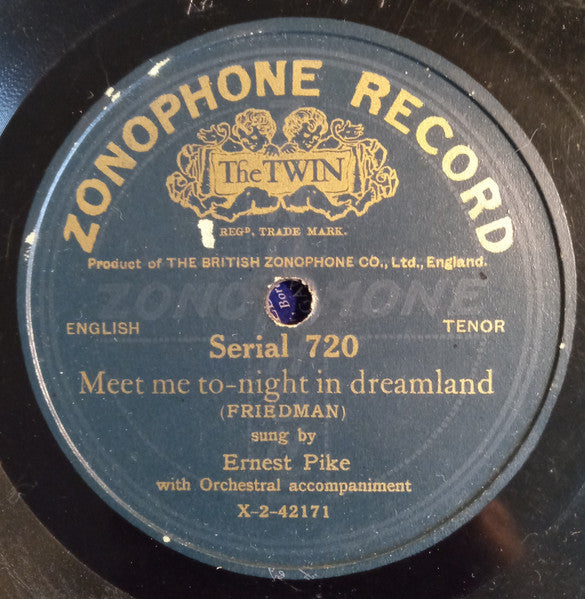 ZONOPHONE RECORD
The TWIN
REGᴰ. TRADE MARK.
Product of THE BRITISH ZONOPHONE CO., Ltd., England.
ZONOPHONE
ENGLISH
TENOR
Serial 720
Meet me to-night in dreamland
(FRIEDMAN)
sung by
Ernest Pike
with Orchestral accompaniment
X-2-42171